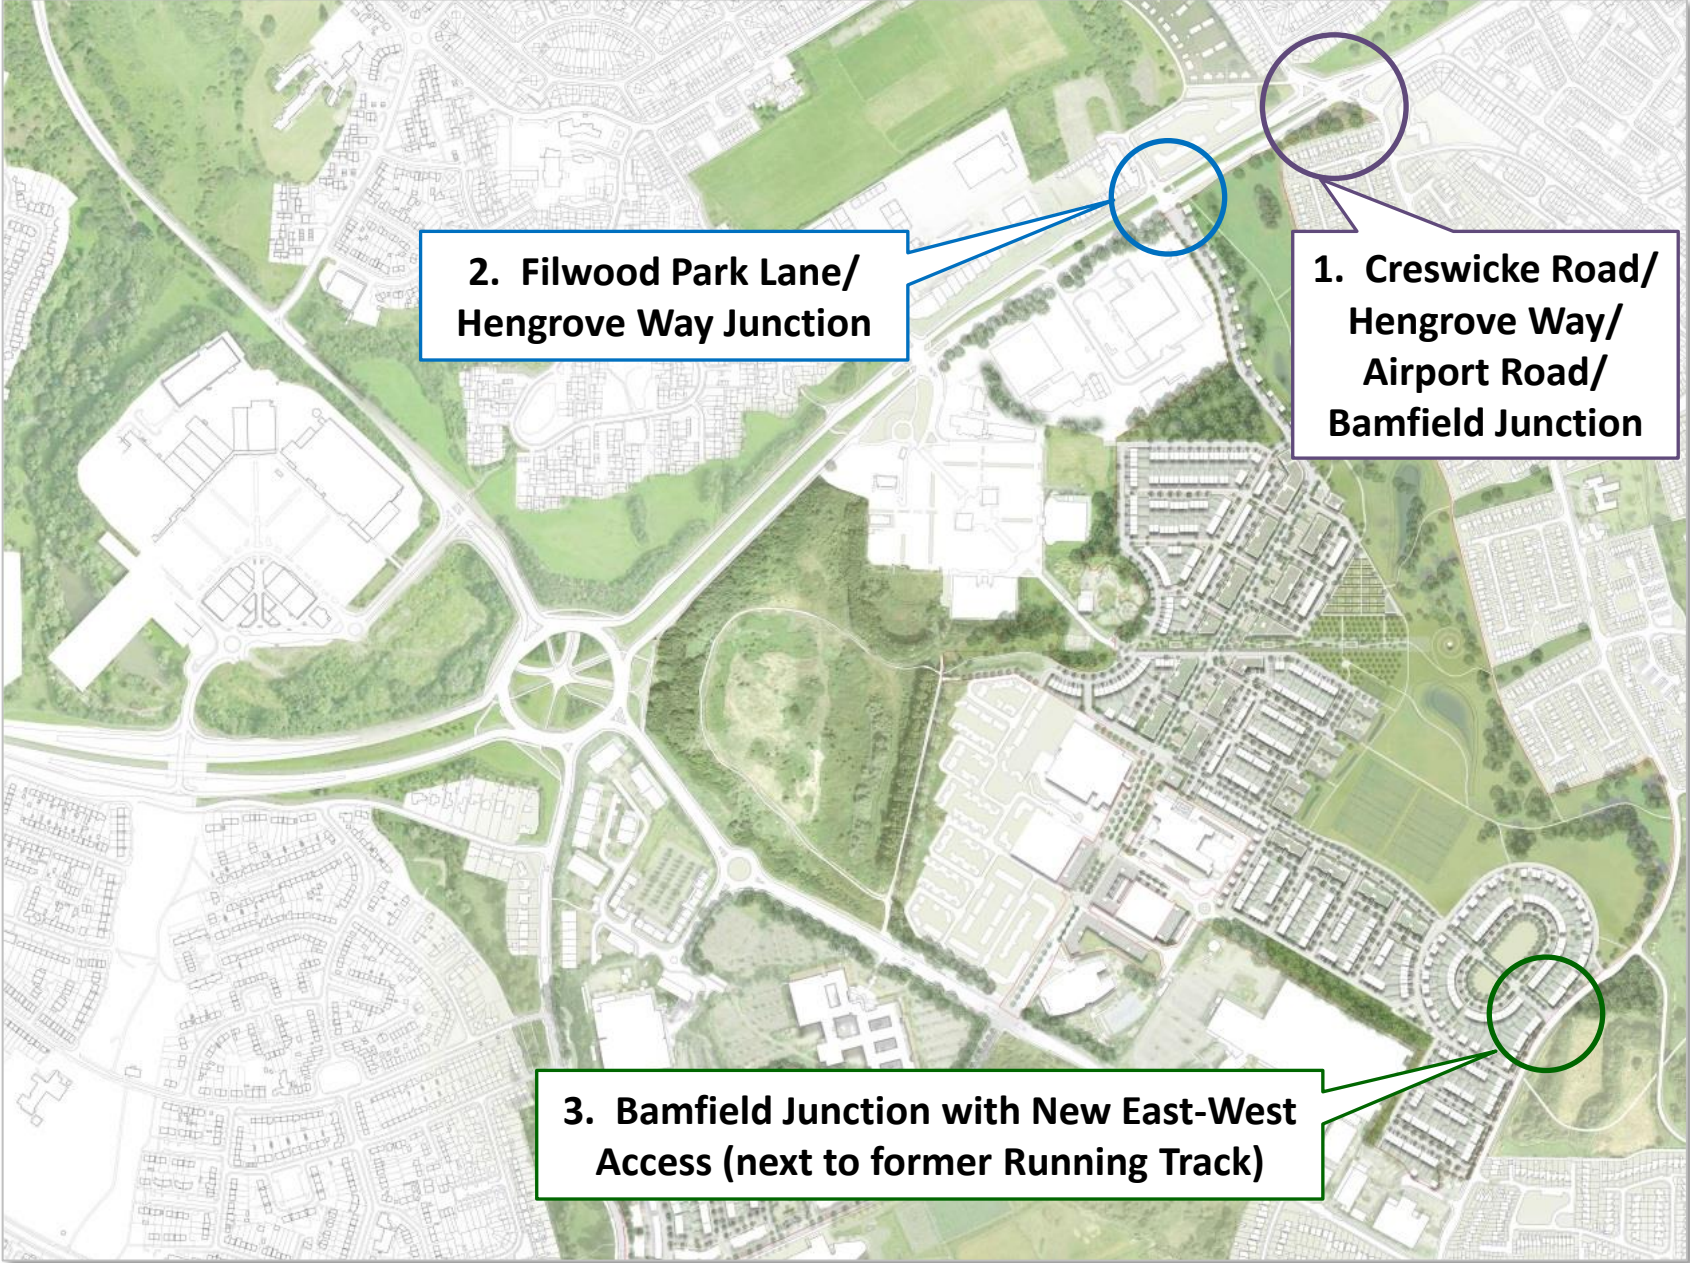 2.  Filwood Park Lane/
Hengrove Way Junction
1.  Creswicke Road/
Hengrove Way/
Airport Road/
Bamfield Junction
3.  Bamfield Junction with New East-West
Access (next to former Running Track)